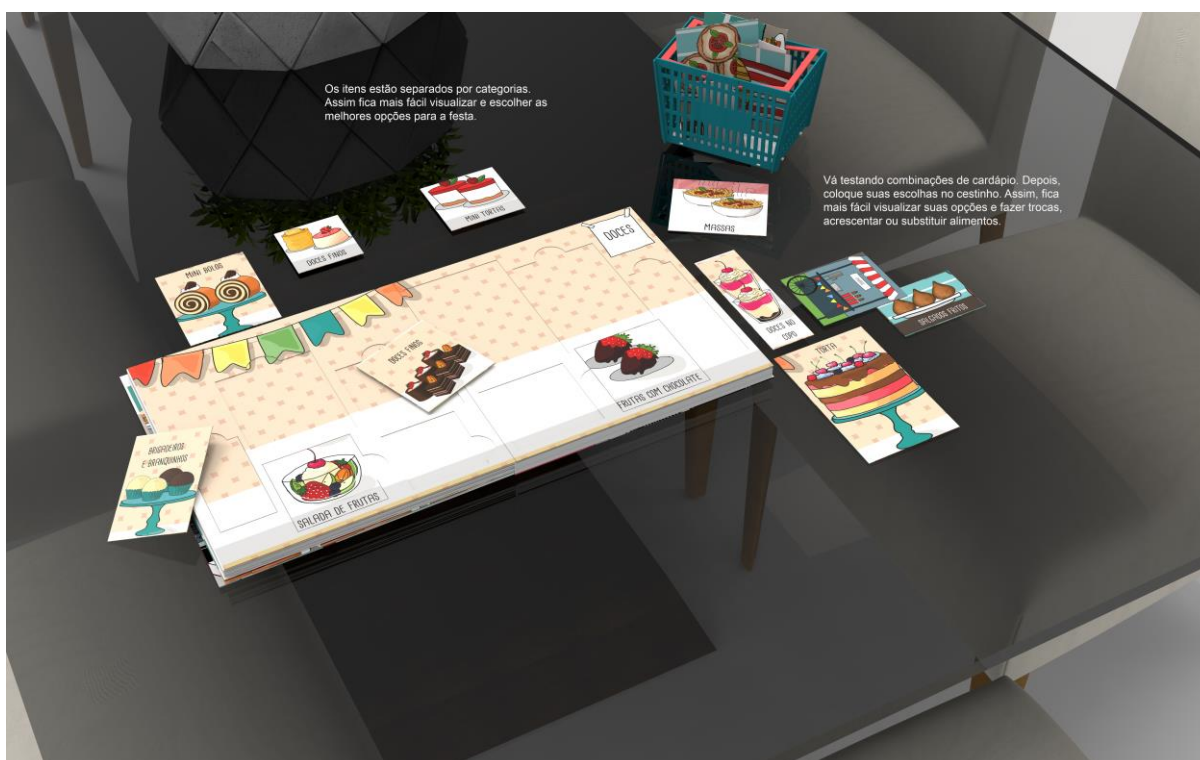 Os itens estão separados por categorias.
Assim fica mais fácil visualizar e escolher as
melhores opções para a festa.
Vá testando combinações de cardápio. Depois,
coloque suas escolhas no cestinho. Assim, fica
mais fácil visualizar suas opções e fazer trocas,
acrescentar ou substituir alimentos.
MINI TORTAS
MASSAS
DOCES FINOS
DOCES
MINI BOLOS
DOCES NO
COPO
SALGADOS FRITOS
TORTA
DOCES FINOS
FRUTAS COM CHOCOLATE
BRIGADEIROS
E BRANQUINHOS
SALADA DE FRUTAS